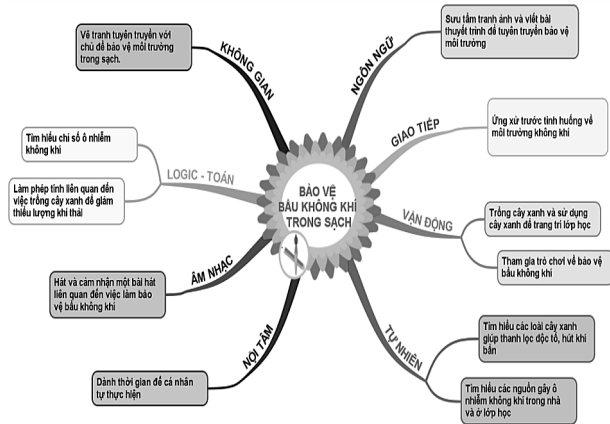 BẢO VỆ
BẦU KHÔNG KHÍ
TRONG SẠCH
KHÔNG GIAN
Vẽ tranh tuyên truyền với
chủ đề bảo vệ môi trường
trong sạch.
LOGIC - TOÁN
Tìm hiểu chỉ số ô nhiễm
không khí
Làm phép tính liên quan đến
việc trồng cây xanh để giảm
thiểu lượng khí thải
ÂM NHẠC
Hát và cảm nhận một bài hát
liên quan đến việc làm bảo
vệ bầu không khí
NỘI TÂM
Dành thời gian để cá nhân
tự thực hiện
NGÔN NGỮ
Sưu tầm tranh ảnh và viết bài
thuyết trình để tuyên truyền bảo vệ
môi trường
GIAO TIẾP
Ứng xử trước tình huống về
môi trường không khí
VẬN ĐỘNG
Trồng cây xanh và sử dụng
cây xanh để trang trí lớp học
Tham gia trò chơi về bảo vệ
bầu không khí
TỰ NHIÊN
Tìm hiểu các loài cây xanh
giúp thanh lọc độc tố, hút khí
bẩn
Tìm hiểu các nguồn gây ô
nhiễm không khí trong nhà
và ở lớp học